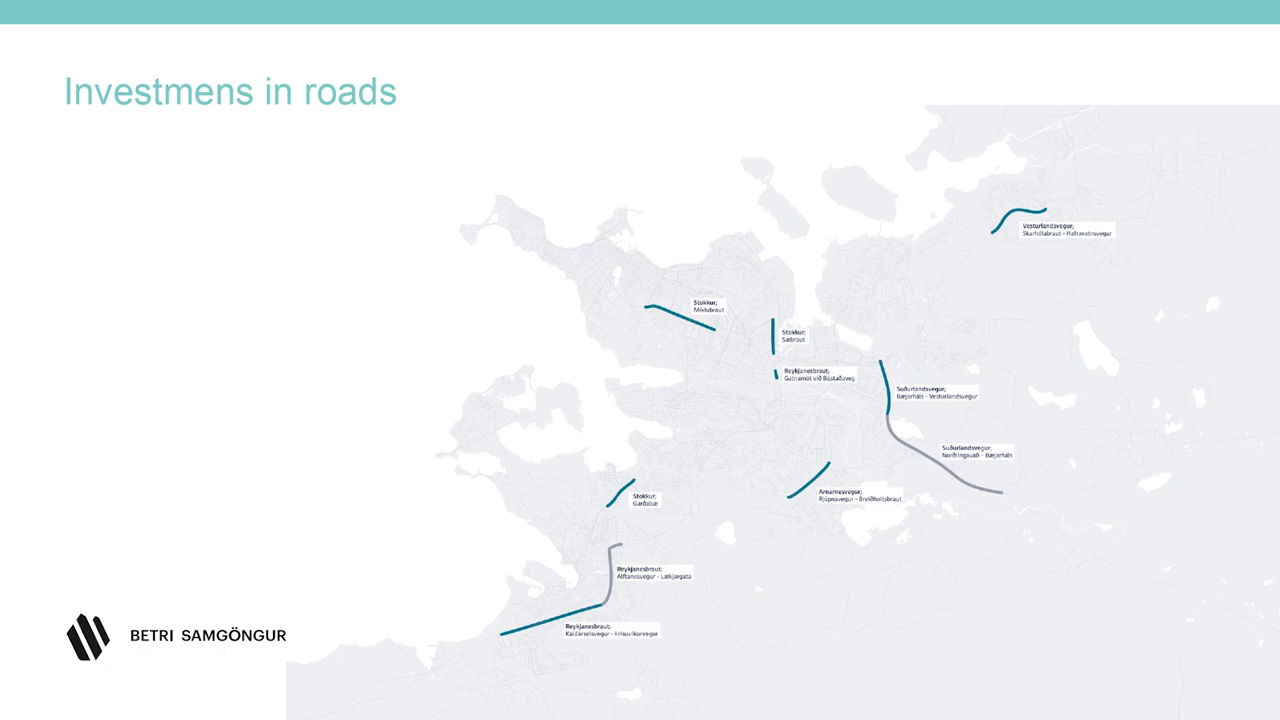 Investmens in roads
Vesturlandsvegur;
Skarhólabraut - Hafravatnsvegur
Stokkur;
Miklubraut
Stokkur;
Sæbraut
Reykjanesbraut;
Gatnamót við Bústaðaveg
Suðurlandsvegur;
Bæjarháls - Vesturlandsvegur
Suðurlandsvegur;
Norðlingavað - Bæjarháls
Arnarnesvegur;
Rjúpnavegur - Breiðholtsbraut
Stokkur;
Garðabæ
Reykjanesbraut;
Álftanesvegur - Lækjargata
Reykjanesbraut;
Kaldárselsvegur - Krísuvíkurvegur
BETRI SAMGÖNGUR